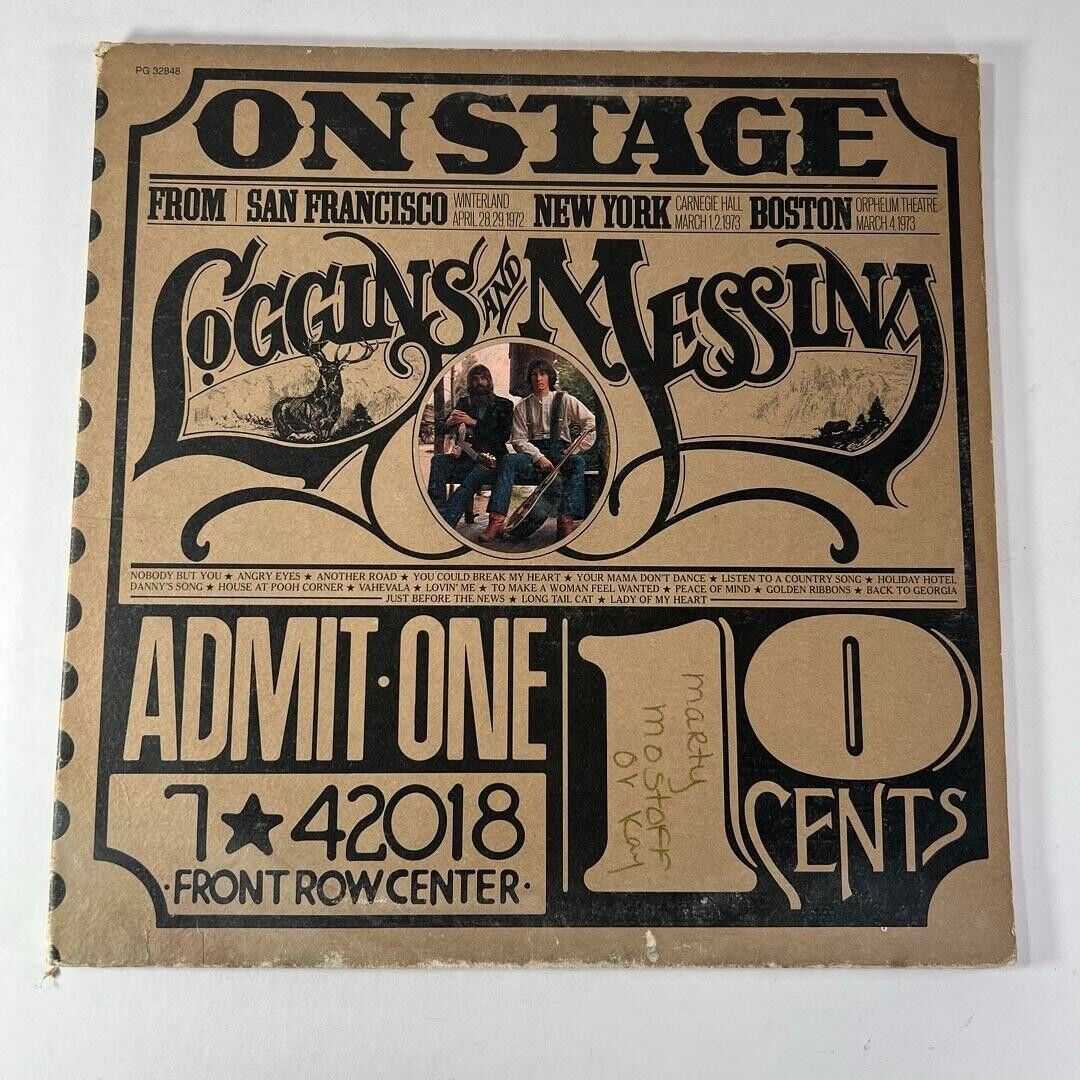 PG 32848
ON STAGE
FROM SAN FRANCISCO WINTERLAND APRIL 28,29,1972 NEW YORK CARNEGIE HALL MARCH 1,2,1973 BOSTON ORPHEUM THEATRE MARCH 4,1973
LOGGINS AND MESSINA
NOBODY BUT YOU ★ ANGRY EYES ★ ANOTHER ROAD ★ YOU COULD BREAK MY HEART ★ YOUR MAMA DON'T DANCE ★ LISTEN TO A COUNTRY SONG ★ HOLIDAY HOTEL
DANNY'S SONG ★ HOUSE AT POOH CORNER ★ VAHEVALA ★ LOVIN' ME ★ TO MAKE A WOMAN FEEL WANTED ★ PEACE OF MIND ★ GOLDEN RIBBONS ★ BACK TO GEORGIA
JUST BEFORE THE NEWS ★ LONG TAIL CAT ★ LADY OF MY HEART
ADMIT·ONE
7★42018
·FRONT ROW CENTER·
10 CENTS
marty
mostoff
or Kay